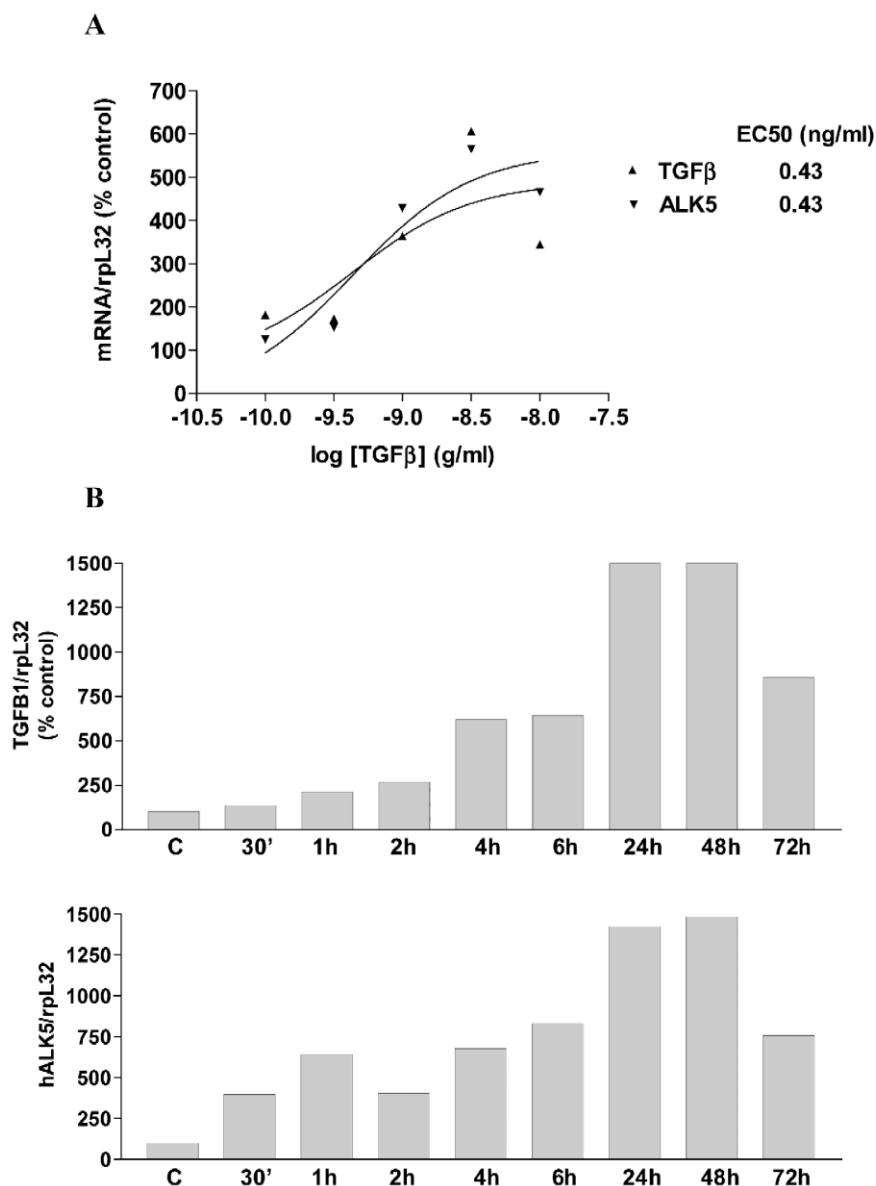 A
700
600
500
400
300
200
100
0
mRNA/rpL32 (% control)
-10.5 -10.0 -9.5 -9.0 -8.5 -8.0 -7.5
log [TGFβ] (g/ml)
EC50 (ng/ml)
▲ TGFβ 0.43
▼ ALK5 0.43
B
1500
1250
1000
750
500
250
0
TGFB1/rpL32
(% control)
C 30’ 1h 2h 4h 6h 24h 48h 72h
1500
1250
1000
750
500
250
0
hALK5/rpL32
C 30’ 1h 2h 4h 6h 24h 48h 72h